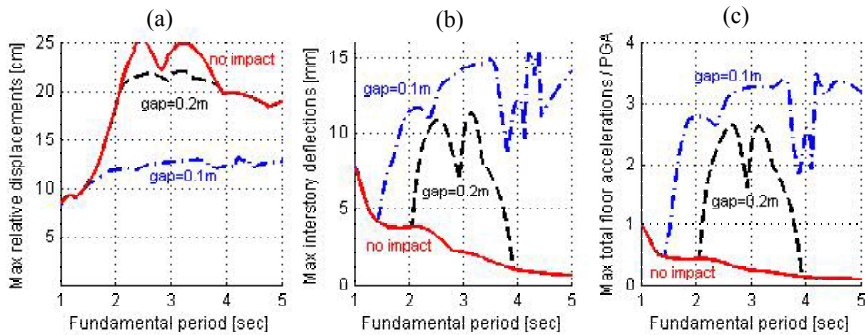 (a)
Max relative displacements [cm]
25
20
15
10
5
no impact
gap=0.2m
gap=0.1m
1 2 3 4 5
Fundamental period [sec]
(b)
Max interstory deflections [mm]
15
10
5
0
gap=0.1m
gap=0.2m
no impact
1 2 3 4 5
Fundamental period [sec]
(c)
Max total floor accelerations / PGA
4
3
2
1
0
gap=0.1m
gap=0.2m
no impact
1 2 3 4 5
Fundamental period [sec]